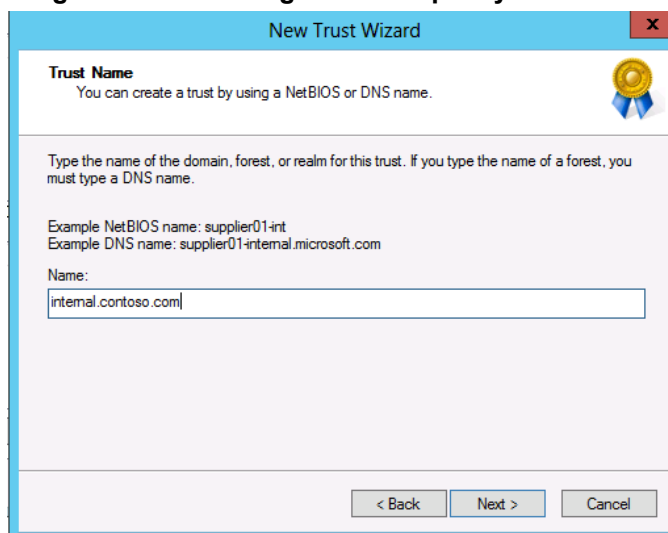 New Trust Wizard
x
Trust Name
You can create a trust by using a NetBIOS or DNS name.
Type the name of the domain, forest, or realm for this trust. If you type the name of a forest, you
must type a DNS name.
Example NetBIOS name: supplier01-int
Example DNS name: supplier01-internal.microsoft.com
Name:
internal.contoso.com
< Back
Next >
Cancel